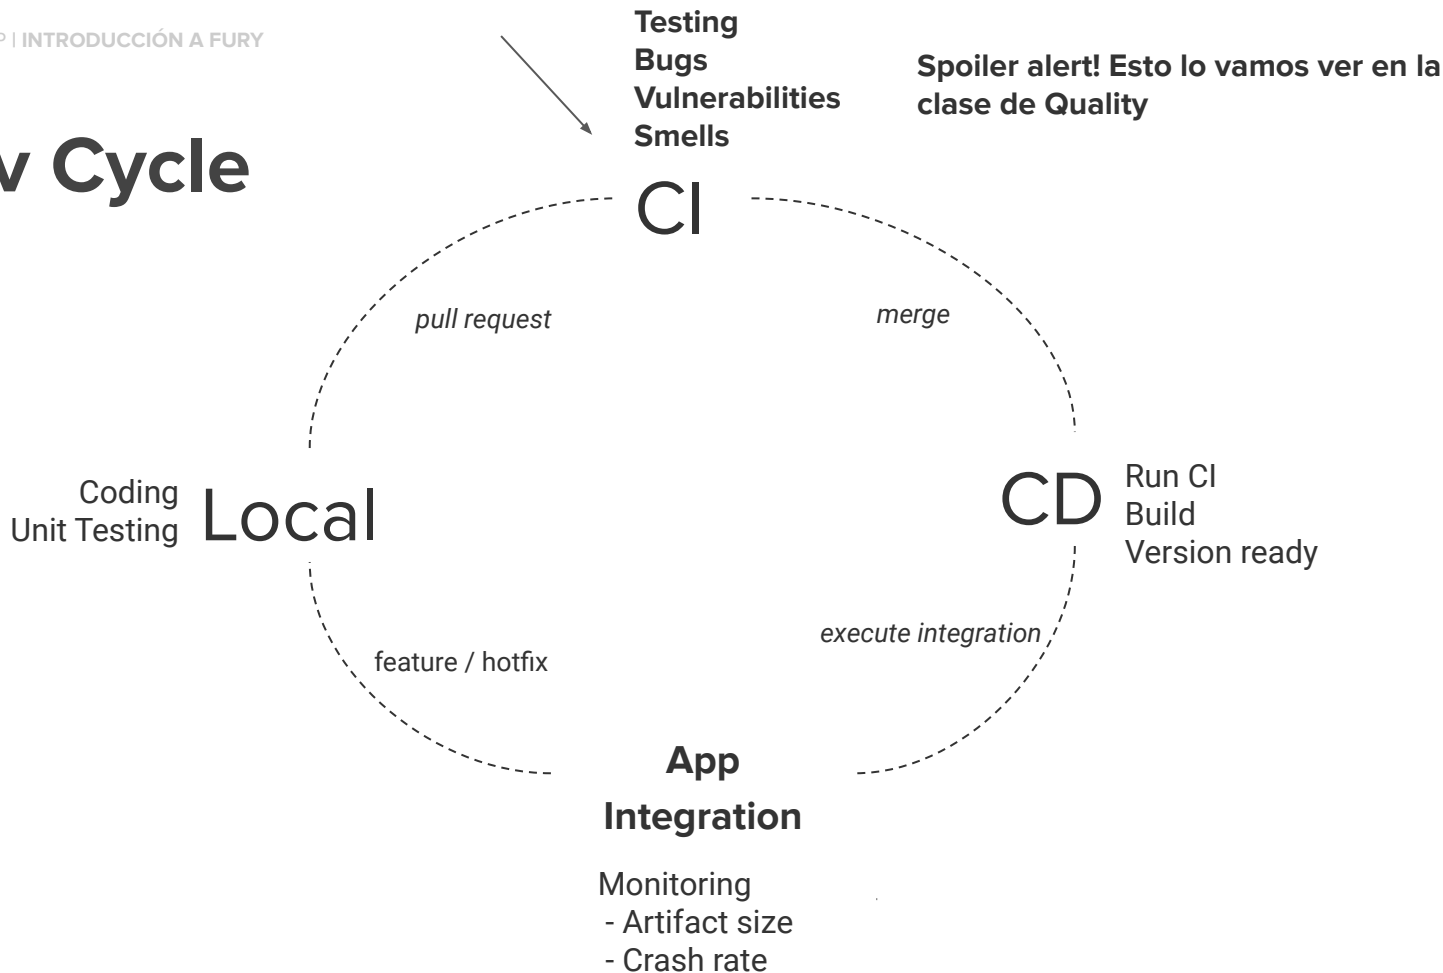 P | INTRODUCCIÓN A FURY
v Cycle
Testing
Bugs
Vulnerabilities
Smells
Spoiler alert! Esto lo vamos ver en la
clase de Quality
CI
pull request
merge
Coding
Unit Testing
Local
CD
Run CI
Build
Version ready
execute integration
feature / hotfix
App
Integration
Monitoring
- Artifact size
- Crash rate